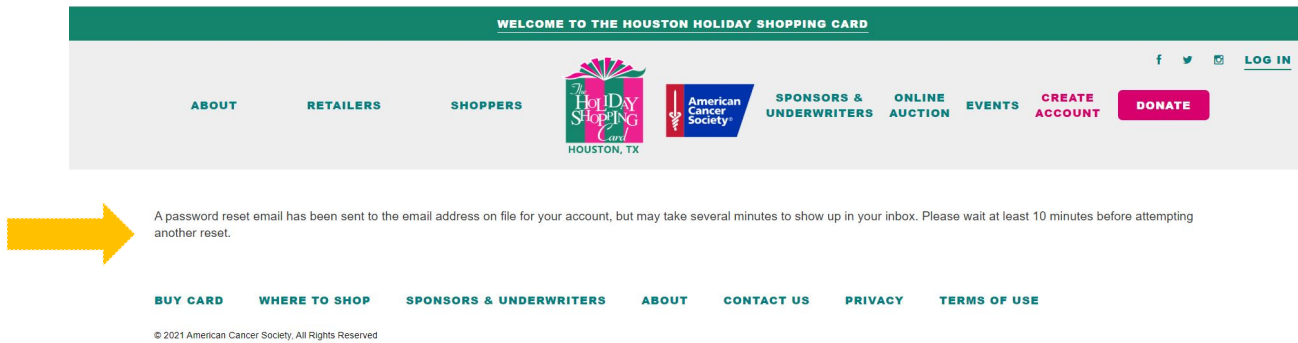 WELCOME TO THE HOUSTON HOLIDAY SHOPPING CARD
f
LOG IN
ABOUT
RETAILERS
SHOPPERS
The
HOLIDAY
SHOPPING
Card
HOUSTON, TX
American
Cancer
Society®
SPONSORS &
UNDERWRITERS
ONLINE
AUCTION
EVENTS
CREATE
ACCOUNT
DONATE
A password reset email has been sent to the email address on file for your account, but may take several minutes to show up in your inbox. Please wait at least 10 minutes before attempting
another reset.
BUY CARD WHERE TO SHOP SPONSORS & UNDERWRITERS ABOUT CONTACT US PRIVACY TERMS OF USE
© 2021 American Cancer Society, All Rights Reserved